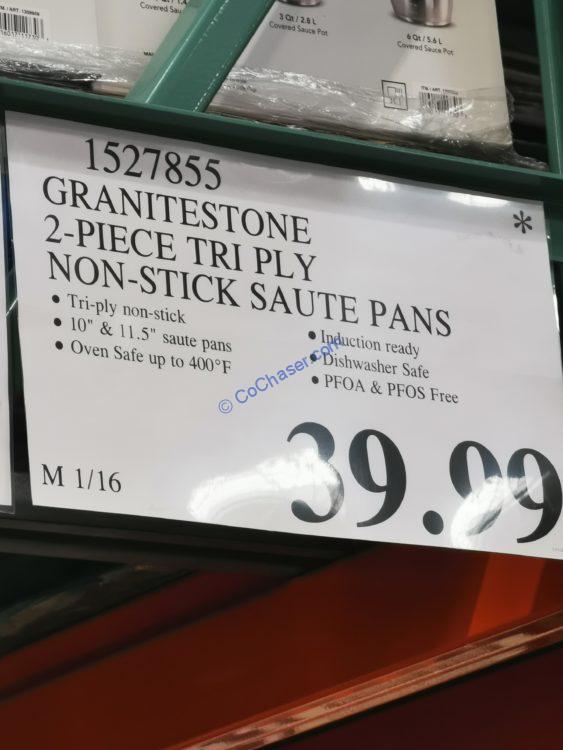 3 Qt / 2.8 L
Covered Sauce Pot
6 Qt / 5.6 L
Covered Sauce Pot
1527855
*
GRANITESTONE
2-PIECE TRI PLY
NON-STICK SAUTE PANS
• Tri-ply non-stick
• 10" & 11.5" saute pans
• Oven Safe up to 400°F
• Induction ready
• Dishwasher Safe
• PFOA & PFOS Free
© CoChaser.com
M 1/16
39.99